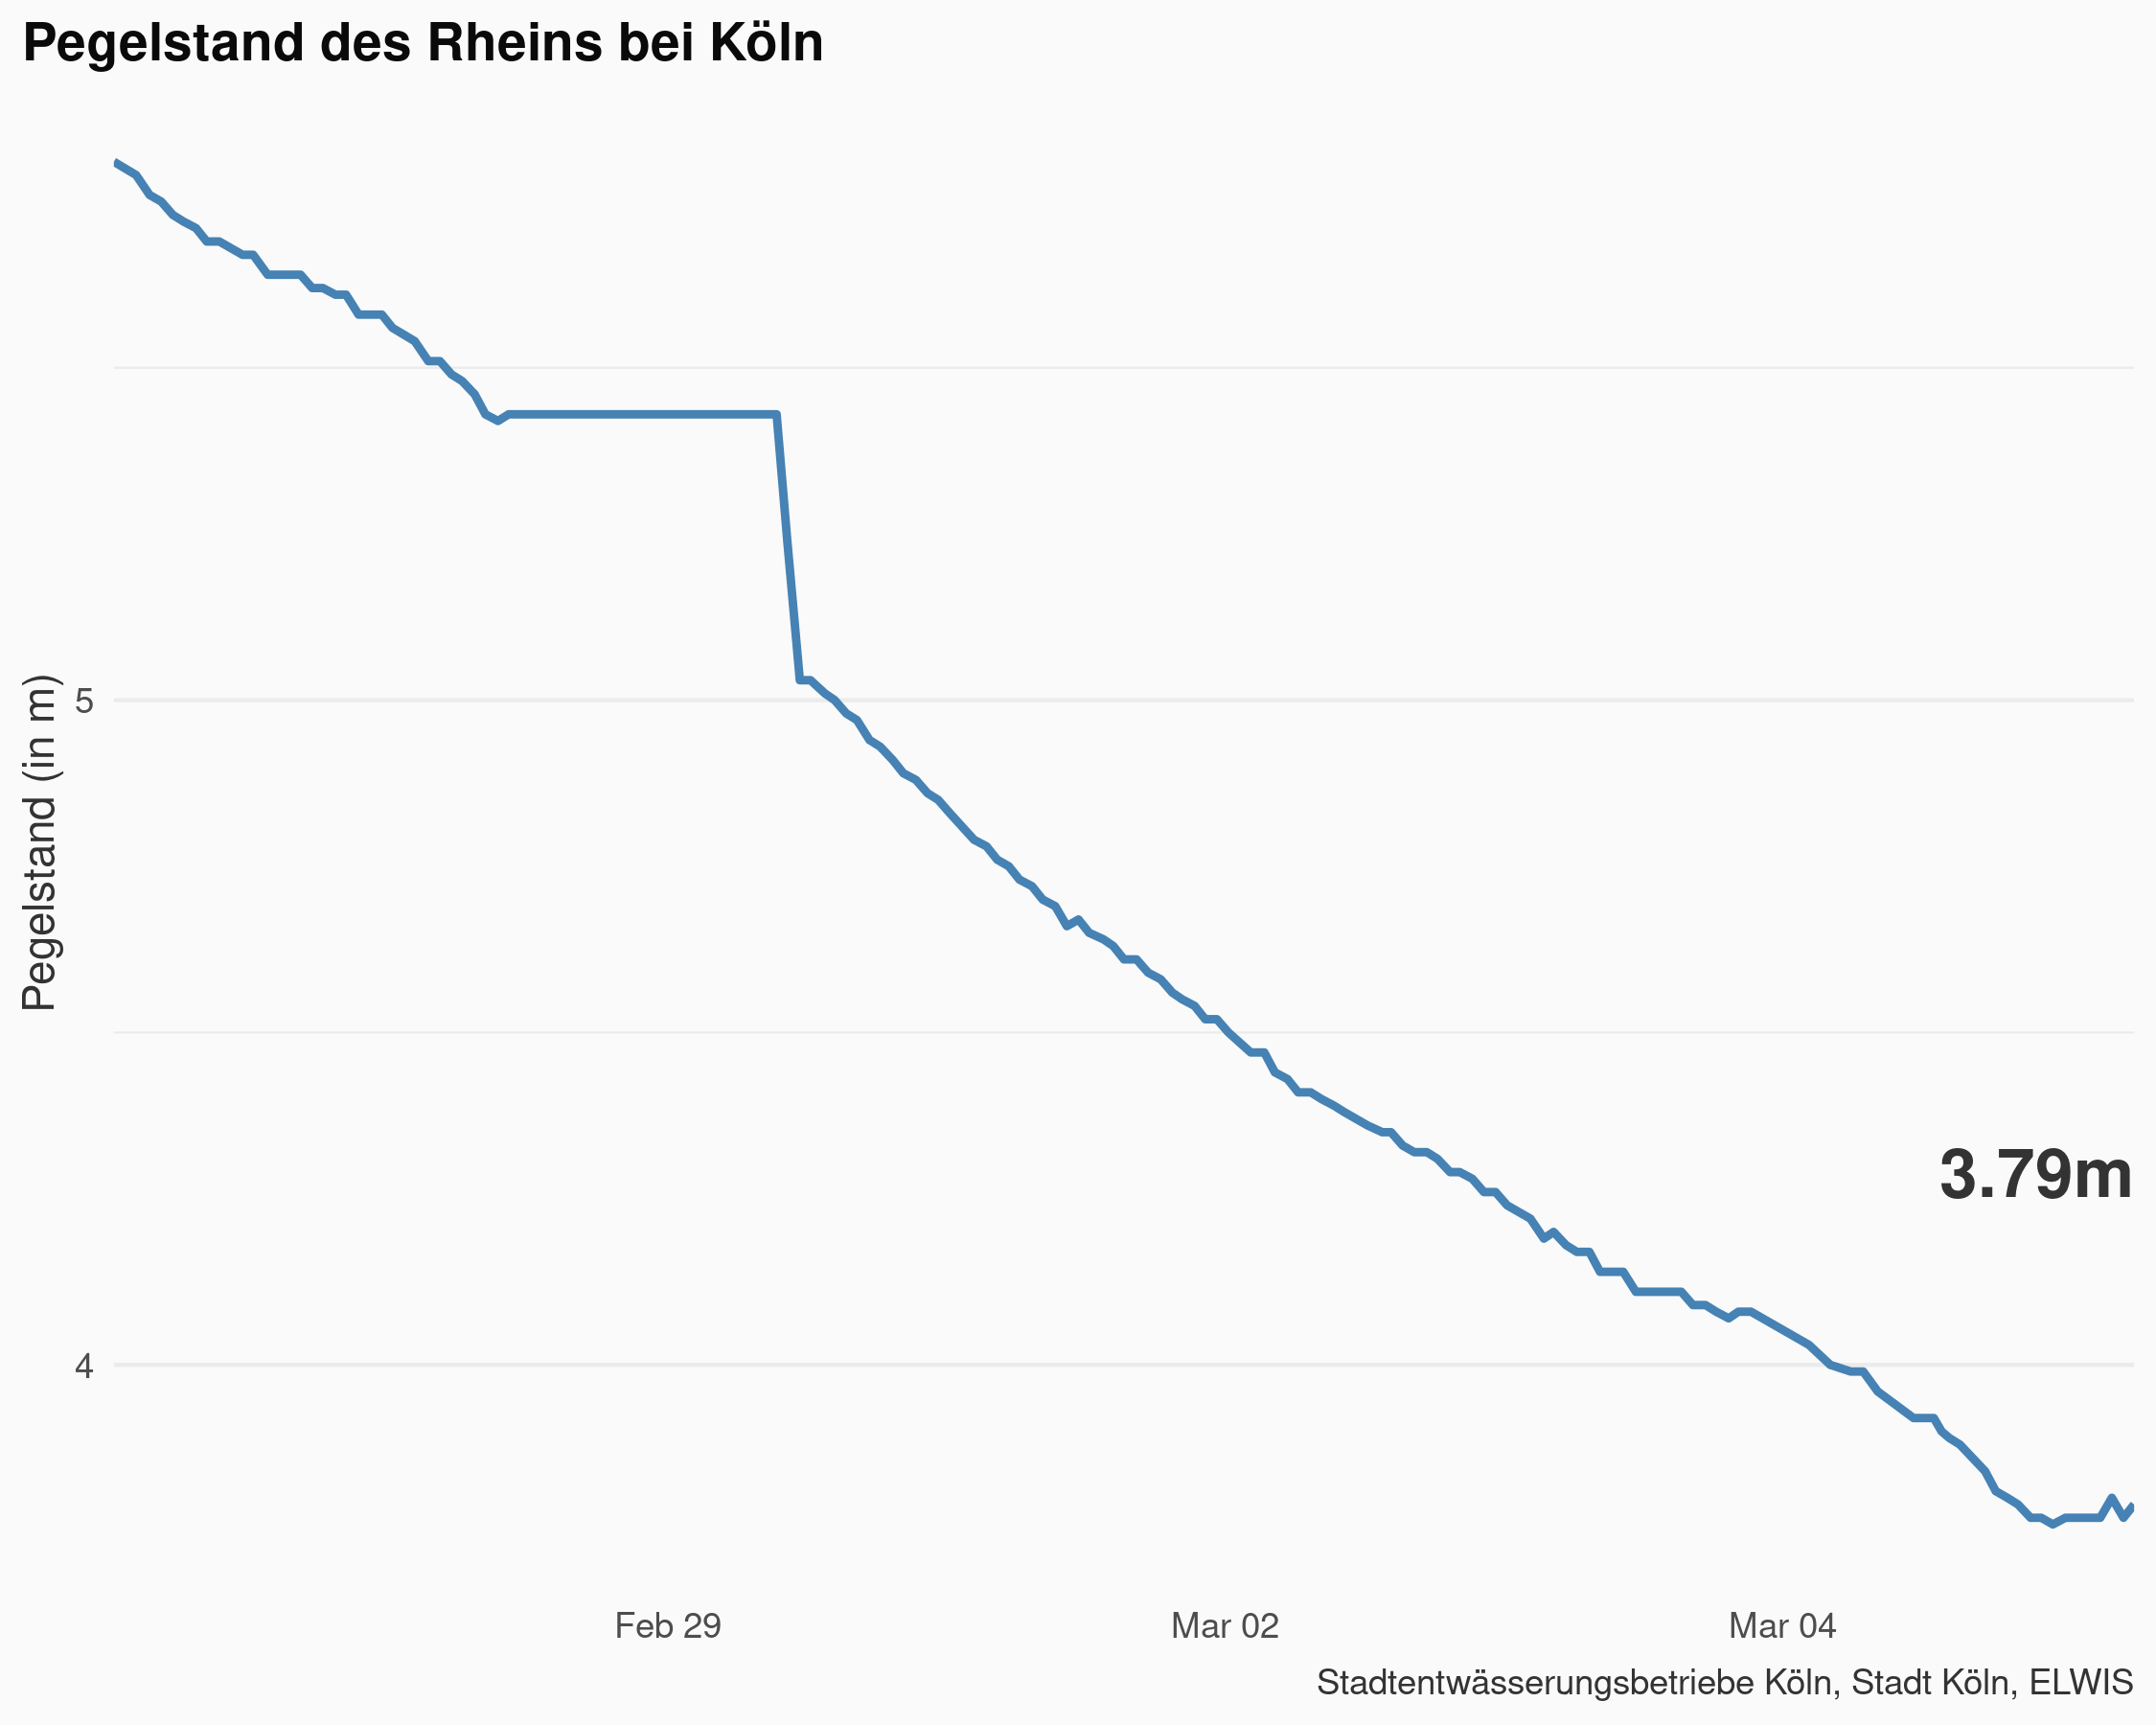 Pegelstand des Rheins bei Köln
Pegelstand (in m)
5
4
3.79m
Feb 29
Mar 02
Mar 04
Stadtentwässerungsbetriebe Köln, Stadt Köln, ELWIS